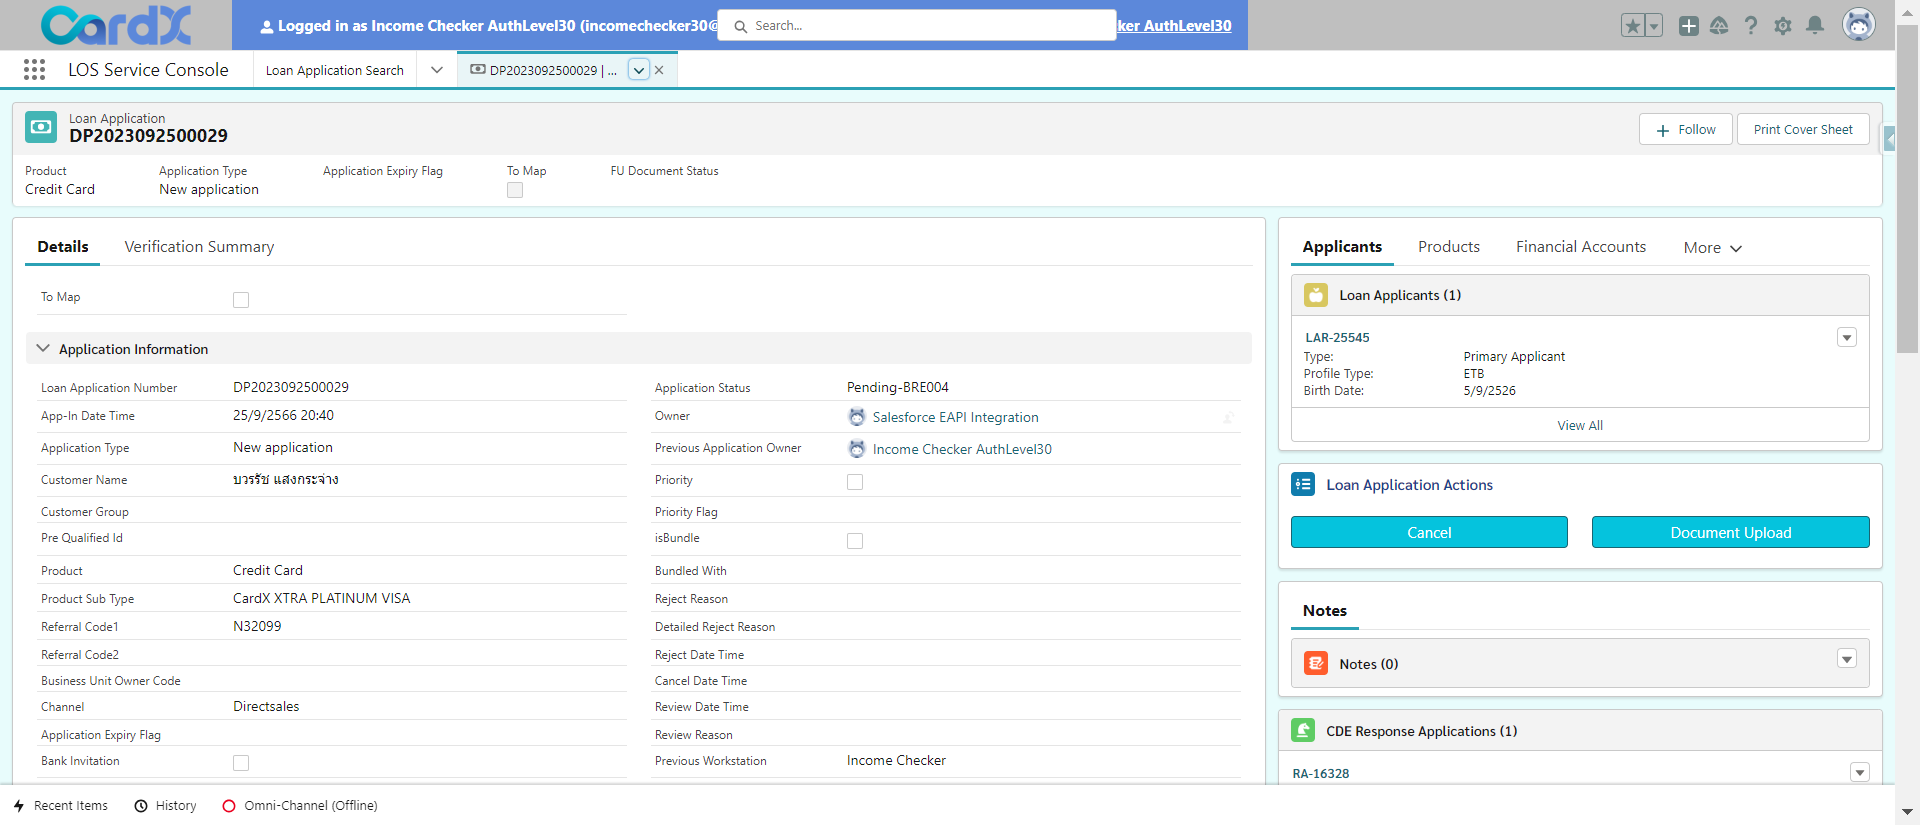 CardX
Logged in as Income Checker AuthLevel30 (incomechecker30@
Search...
ker AuthLevel30
LOS Service Console
Loan Application Search
DP2023092500029 | ...
Loan Application
DP2023092500029
Follow
Print Cover Sheet
Product
Application Type
Application Expiry Flag
To Map
FU Document Status
Credit Card
New application
Details
Verification Summary
To Map
Application Information
Loan Application Number DP2023092500029
App-In Date Time 25/9/2566 20:40
Application Type New application
Customer Name บวรรัช แสงกระจ่าง
Customer Group
Pre Qualified Id
Product Credit Card
Product Sub Type CardX XTRA PLATINUM VISA
Referral Code1 N32099
Referral Code2
Business Unit Owner Code
Channel Directsales
Application Expiry Flag
Bank Invitation
Application Status Pending-BRE004
Owner Salesforce EAPI Integration
Previous Application Owner Income Checker AuthLevel30
Priority
Priority Flag
isBundle
Bundled With
Reject Reason
Detailed Reject Reason
Reject Date Time
Cancel Date Time
Review Date Time
Review Reason
Previous Workstation Income Checker
Applicants
Products
Financial Accounts
More
Loan Applicants (1)
LAR-25545
Type: Primary Applicant
Profile Type: ETB
Birth Date: 5/9/2526
View All
Loan Application Actions
Cancel
Document Upload
Notes
Notes (0)
CDE Response Applications (1)
RA-16328
Recent Items
History
Omni-Channel (Offline)